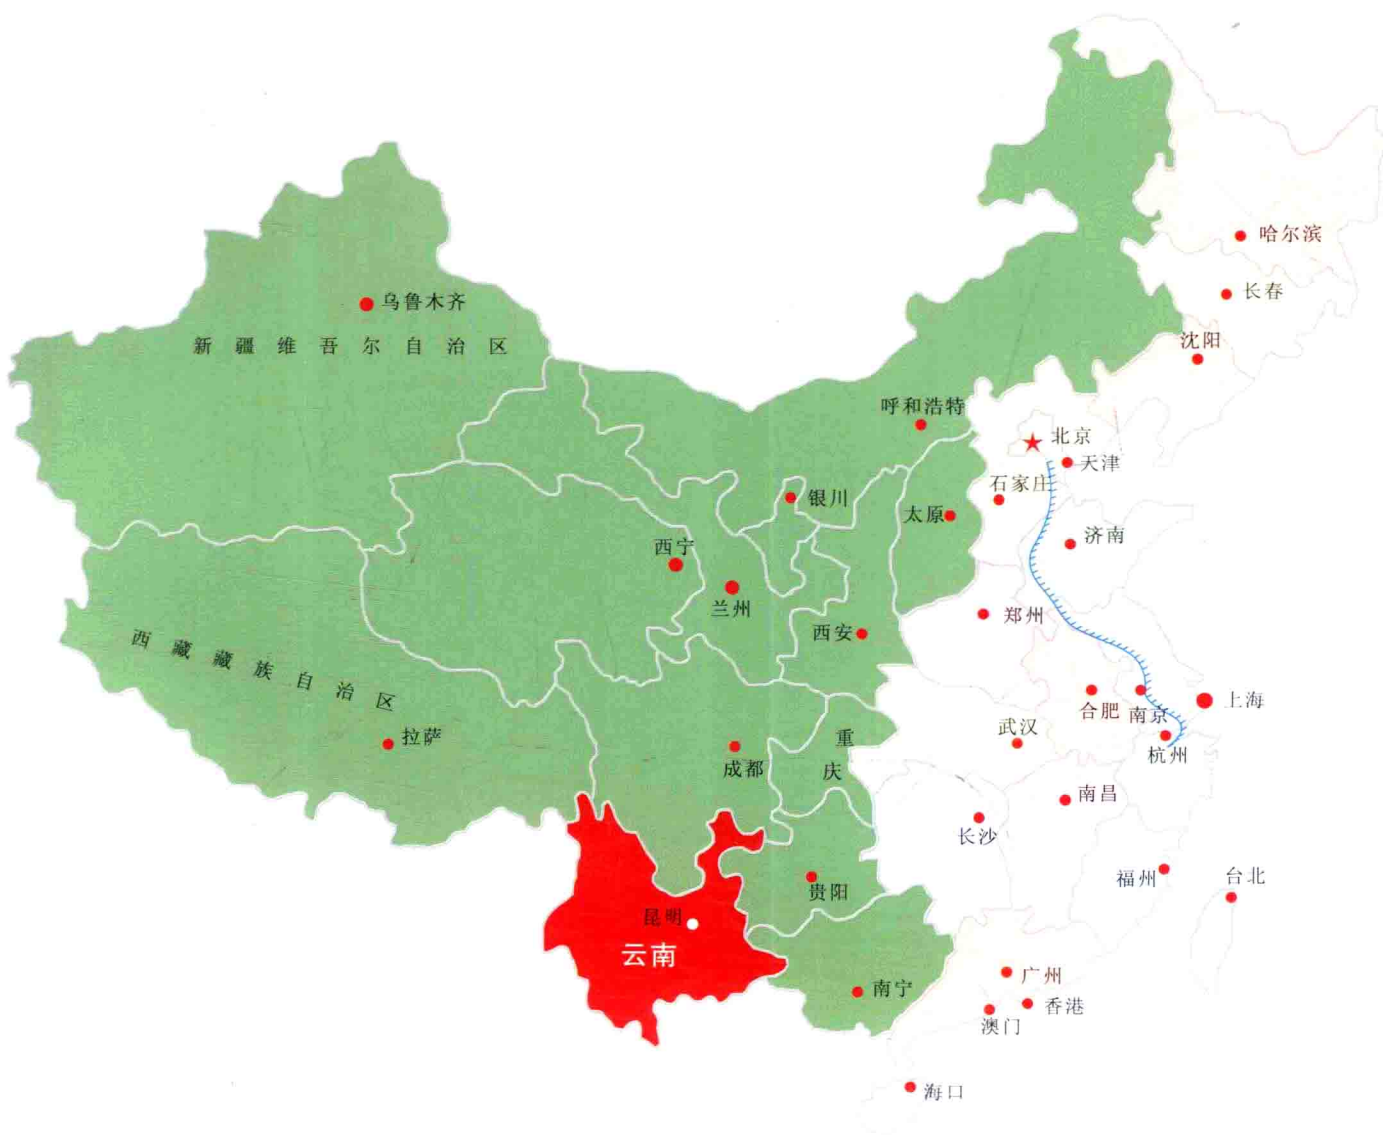 哈尔滨
长春
乌鲁木齐
新疆维吾尔自治区
沈阳
呼和浩特
北京
天津
石家庄
银川
太原
济南
西宁
兰州
郑州
西安
西藏藏族自治区
拉萨
上海
合肥
南京
武汉
杭州
重庆
成都
南昌
长沙
贵阳
福州
台北
昆明
云南
广州
南宁
香港
澳门
海口